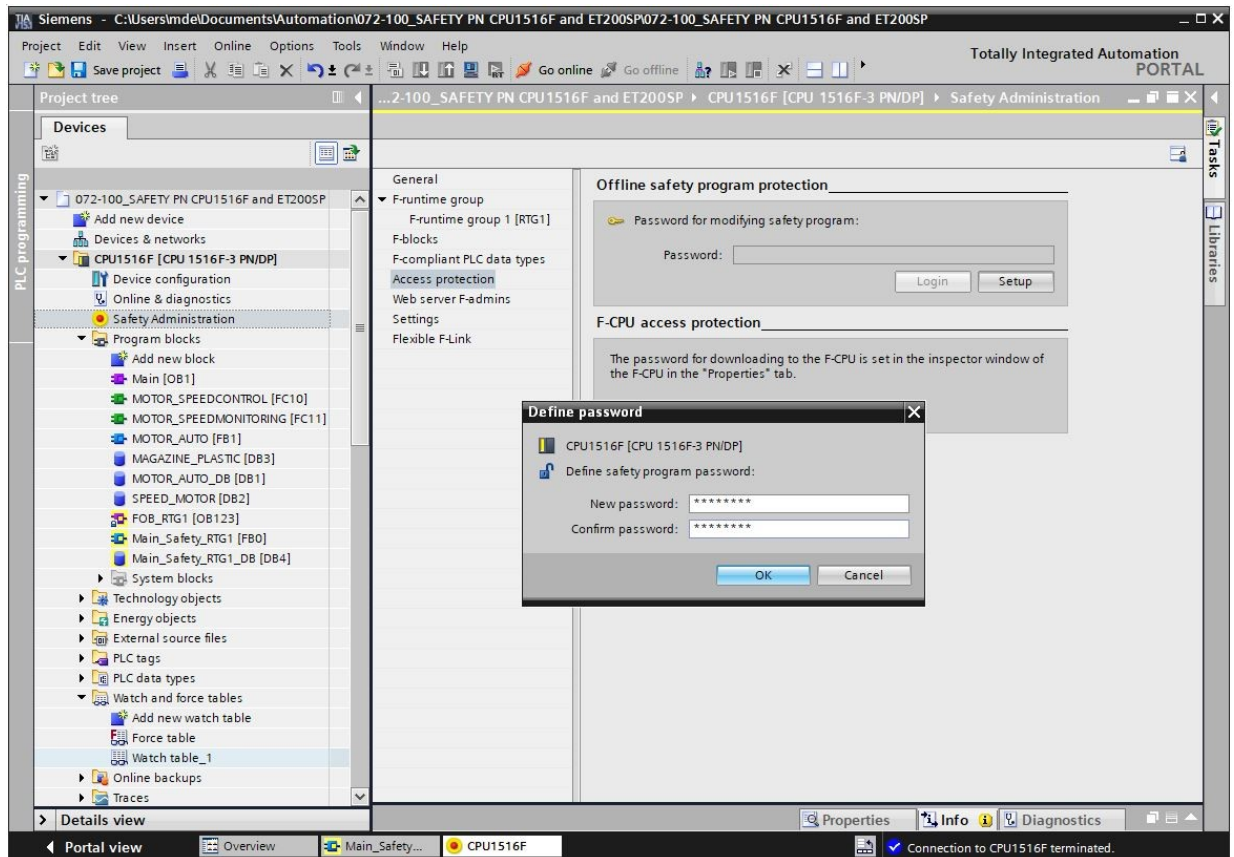 Siemens - C:\Users\mde\Documents\Automation\072-100_SAFETY PN CPU1516F and ET200SP\072-100_SAFETY PN CPU1516F and ET200SP
Project Edit View Insert Online Options Tools Window Help
Totally Integrated Automation
PORTAL
Save project
Go online
Go offline
Project tree
...2-100_SAFETY PN CPU1516F and ET200SP
CPU1516F [CPU 1516F-3 PN/DP]
Safety Administration
Devices
PLC programming
072-100_SAFETY PN CPU1516F and ET200SP
Add new device
Devices & networks
CPU1516F [CPU 1516F-3 PN/DP]
Device configuration
Online & diagnostics
Safety Administration
Program blocks
Add new block
Main [OB1]
MOTOR_SPEEDCONTROL [FC10]
MOTOR_SPEEDMONITORING [FC11]
MOTOR_AUTO [FB1]
MAGAZINE_PLASTIC [DB3]
MOTOR_AUTO_DB [DB1]
SPEED_MOTOR [DB2]
FOB_RTG1 [OB123]
Main_Safety_RTG1 [FB0]
Main_Safety_RTG1_DB [DB4]
System blocks
Technology objects
Energy objects
External source files
PLC tags
PLC data types
Watch and force tables
Add new watch table
Force table
Watch table_1
Online backups
Traces
Details view
General
F-runtime group
F-runtime group 1 [RTG1]
F-blocks
F-compliant PLC data types
Access protection
Web server F-admins
Settings
Flexible F-Link
Offline safety program protection
Password for modifying safety program:
Password:
Login
Setup
F-CPU access protection
The password for downloading to the F-CPU is set in the inspector window of
the F-CPU in the "Properties" tab.
Define password
CPU1516F [CPU 1516F-3 PN/DP]
Define safety program password:
New password: ********
Confirm password: ********
OK
Cancel
Tasks
Libraries
Properties
Info
Diagnostics
Portal view
Overview
Main_Safety...
CPU1516F
Connection to CPU1516F terminated.